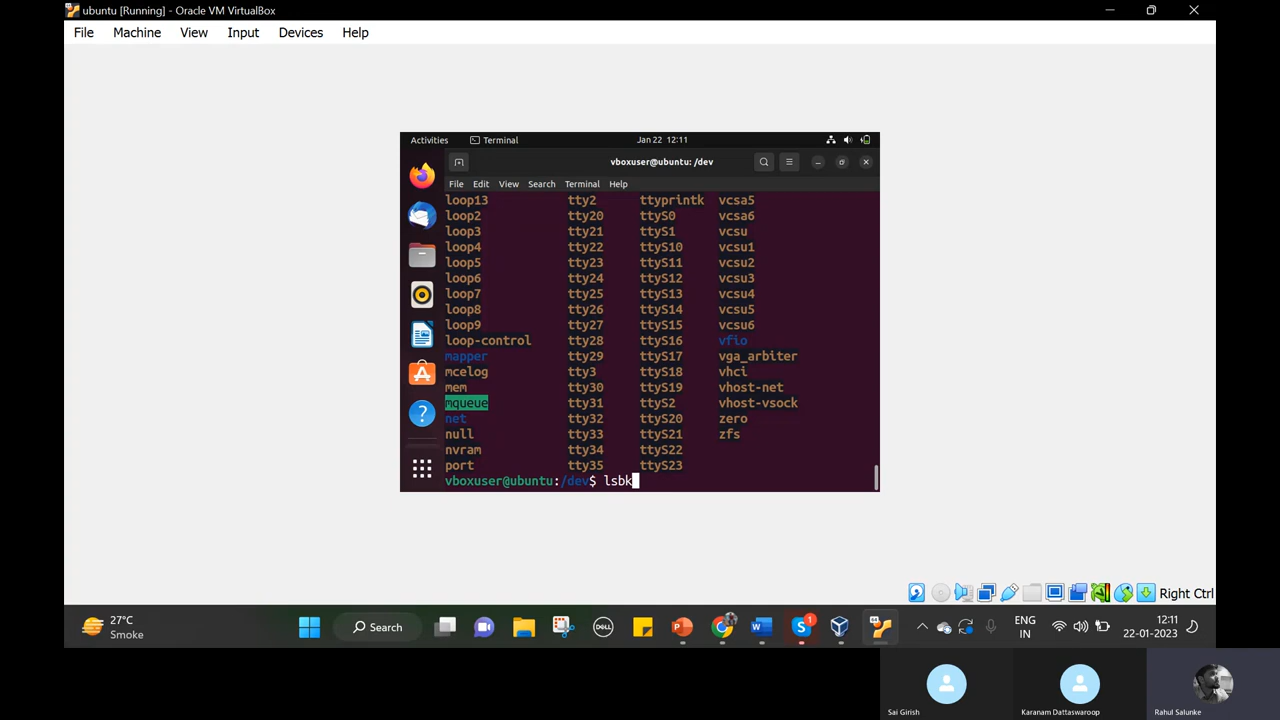 ubuntu [Running] - Oracle VM VirtualBox
File Machine View Input Devices Help
Activities Terminal Jan 22 12:11
vboxuser@ubuntu: /dev
File Edit View Search Terminal Help
loop13 tty2 ttyprintk vcsa5
loop2 tty20 ttyS0 vcsa6
loop3 tty21 ttyS1 vcsu
loop4 tty22 ttyS10 vcsu1
loop5 tty23 ttyS11 vcsu2
loop6 tty24 ttyS12 vcsu3
loop7 tty25 ttyS13 vcsu4
loop8 tty26 ttyS14 vcsu5
loop9 tty27 ttyS15 vcsu6
loop-control tty28 ttyS16 vfio
mapper tty29 ttyS17 vga_arbiter
mcelog tty3 ttyS18 vhci
mem tty30 ttyS19 vhost-net
mqueue tty31 ttyS2 vhost-vsock
net tty32 ttyS20 zero
null tty33 ttyS21 zfs
nvram tty34 ttyS22
port tty35 ttyS23
vboxuser@ubuntu:/dev$ lsbk
Right Ctrl
27°C
Smoke
Search
DELL
1
ENG
IN
12:11
22-01-2023
Sai Girish
Karanam Dattaswaroop
Rahul Salunke